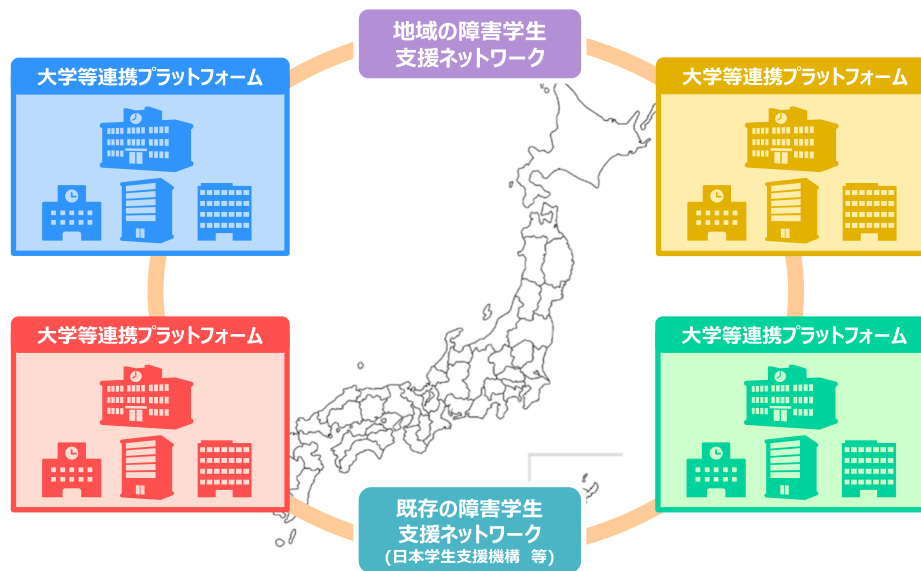 地域の障害学生
支援ネットワーク
大学等連携プラットフォーム
大学等連携プラットフォーム
大学等連携プラットフォーム
大学等連携プラットフォーム
既存の障害学生
支援ネットワーク
(日本学生支援機構 等)